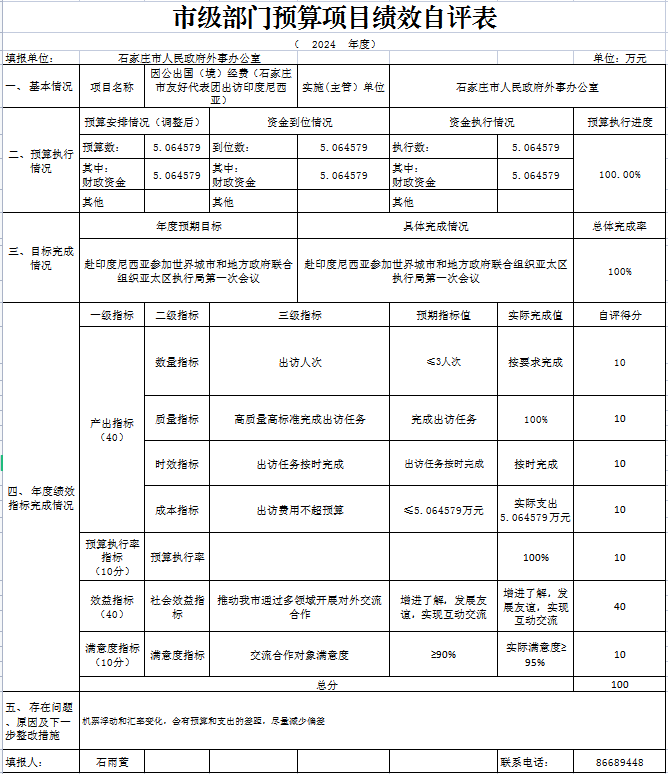 市级部门预算项目绩效自评表
（ 2024 年度）
填报单位： 石家庄市人民政府外事办公室 单位：万元
一、基本情况 项目名称 因公出国（境）经费（石家庄市友好代表团出访印度尼西亚） 实施(主管）单位 石家庄市人民政府外事办公室
二、预算执行情况 预算安排情况（调整后） 资金到位情况 资金执行情况 预算执行进度
预算数： 5.064579 到位数： 5.064579 执行数： 5.064579 100.00%
其中：财政资金 5.064579 其中：财政资金 5.064579 其中：财政资金 5.064579
其他 其他 其他
三、目标完成情况 年度预期目标 具体完成情况 总体完成率
赴印度尼西亚参加世界城市和地方政府联合组织亚太区执行局第一次会议 赴印度尼西亚参加世界城市和地方政府联合组织亚太区执行局第一次会议 100%
四、年度绩效指标完成情况 一级指标 二级指标 三级指标 预期指标值 实际完成值 自评得分
产出指标（40） 数量指标 出访人次 ≤3人次 按要求完成 10
质量指标 高质量高标准完成出访任务 完成出访任务 100% 10
时效指标 出访任务按时完成 出访任务按时完成 按时完成 10
成本指标 出访费用不超预算 ≤5.064579万元 实际支出5.064579万元 10
预算执行率指标（10分） 预算执行率 100% 10
效益指标（40） 社会效益指标 推动我市通过多领域开展对外交流合作 增进了解，发展友谊，实现互动交流 增进了解，发展友谊，实现互动交流 40
满意度指标（10分） 满意度指标 交流合作对象满意度 ≥90% 实际满意度≥95% 10
总分 100
五、存在问题、原因及下一步整改措施 机票浮动和汇率变化，会有预算和支出的差距，尽量减少偏差
填报人： 石雨萱 联系电话： 86689448